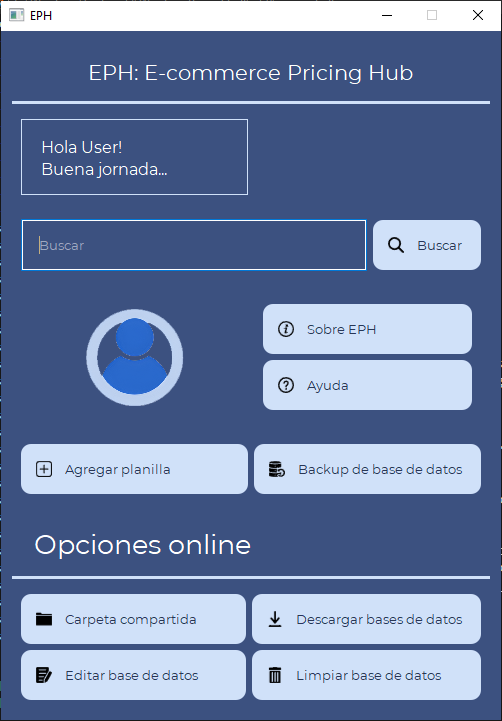 EPH
EPH: E-commerce Pricing Hub
Hola User!
Buena jornada...
Buscar
Buscar
Sobre EPH
Ayuda
Agregar planilla
Backup de base de datos
Opciones online
Carpeta compartida
Descargar bases de datos
Editar base de datos
Limpiar base de datos